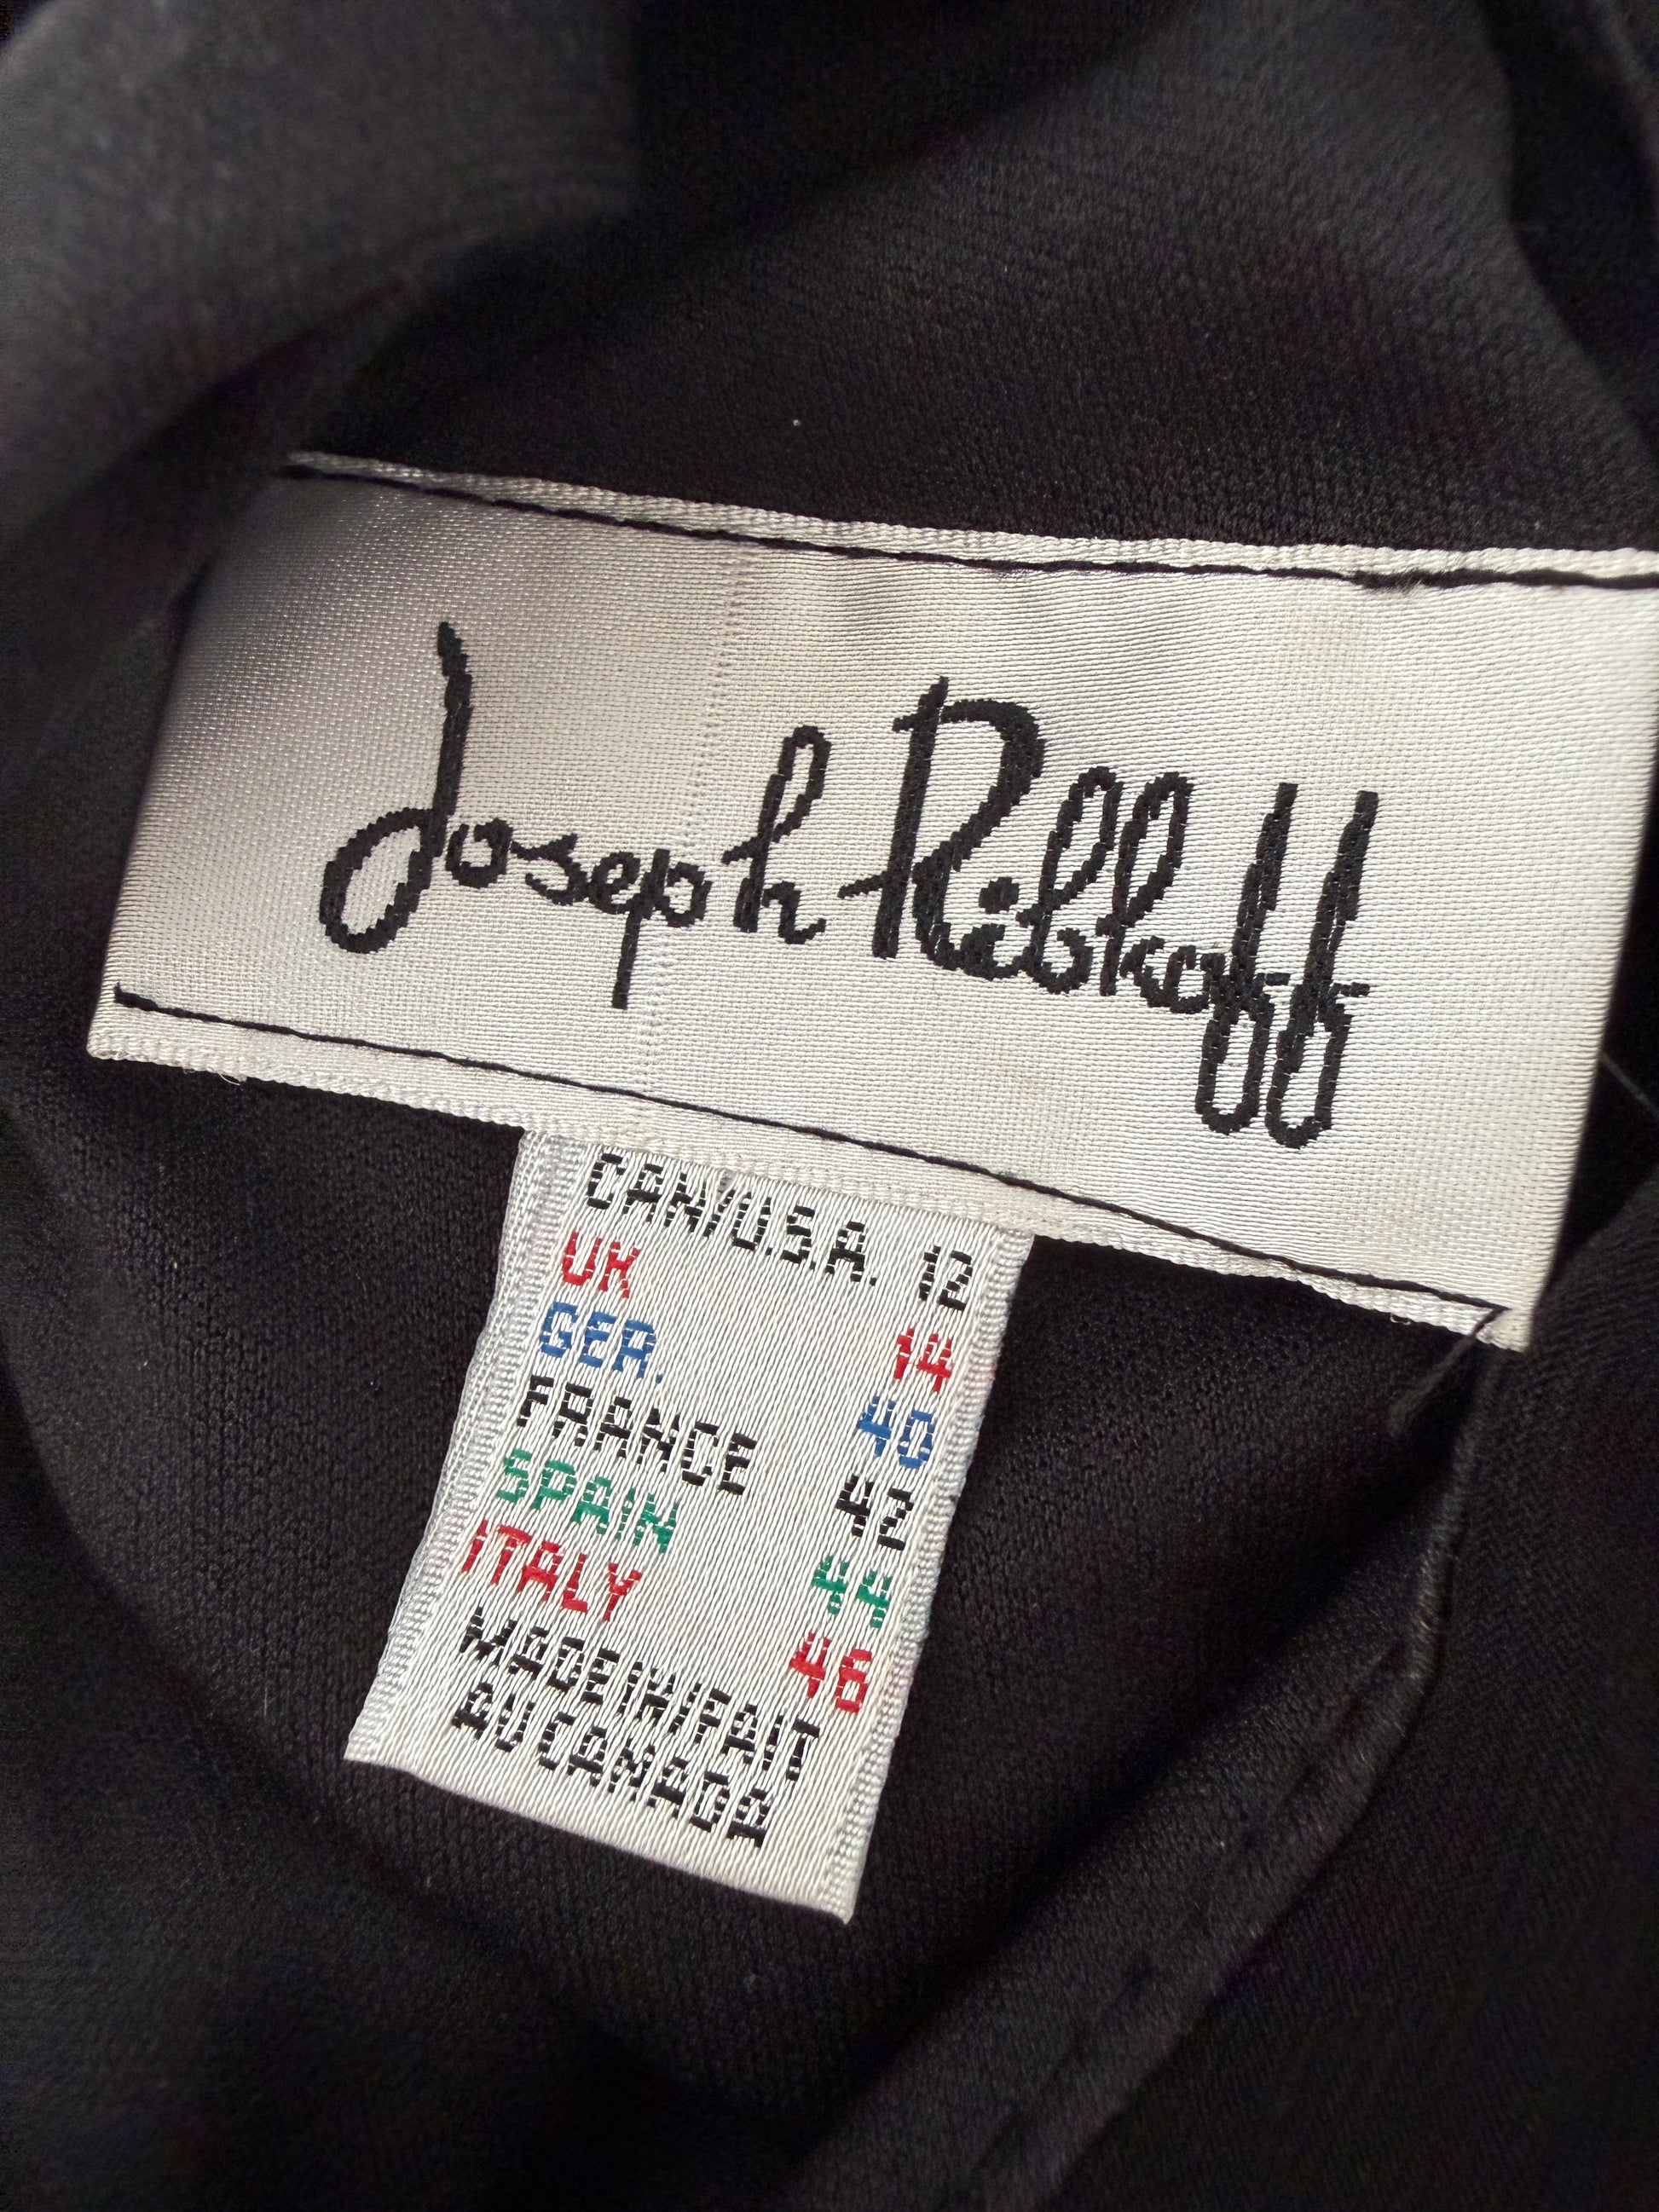 Joseph Ribkoff
CAN/U.S.A. 12
UK 14
GER. 40
FRANCE 42
SPAIN 44
ITALY 46
MADE IN/FAIT
AU CANADA